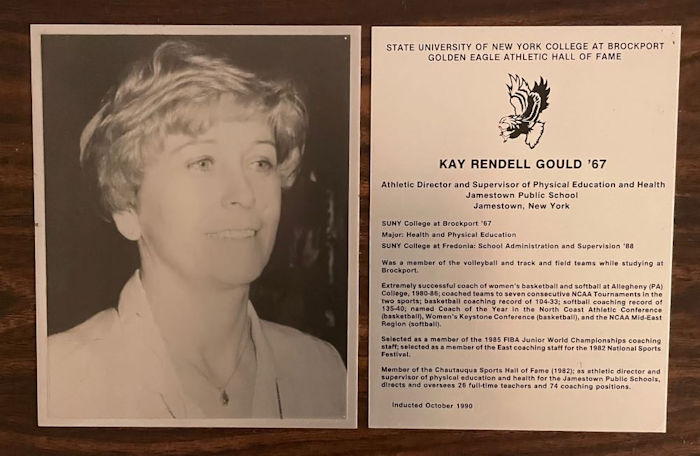 STATE UNIVERSITY OF NEW YORK COLLEGE AT BROCKPORT
GOLDEN EAGLE ATHLETIC HALL OF FAME
KAY RENDELL GOULD '67
Athletic Director and Supervisor of Physical Education and Health
Jamestown Public School
Jamestown, New York
SUNY College at Brockport '67
Major: Health and Physical Education
SUNY College at Fredonia: School Administration and Supervision '88
Was a member of the volleyball and track and field teams while studying at
Brockport.
Extremely successful coach of women's basketball and softball at Allegheny (PA)
College, 1980-86; coached teams to seven consecutive NCAA Tournaments in the
two sports; basketball coaching record of 104-33; softball coaching record of
135-40; named Coach of the Year in the North Coast Athletic Conference
(basketball), Women's Keystone Conference (basketball), and the NCAA Mid-East
Region (softball).
Selected as a member of the 1985 FIBA Junior World Championships coaching
staff; selected as a member of the East coaching staff for the 1982 National Sports
Festival.
Member of the Chautauqua Sports Hall of Fame (1982); as athletic director and
supervisor of physical education and health for the Jamestown Public Schools,
directs and oversees 26 full-time teachers and 74 coaching positions.
Inducted October 1990